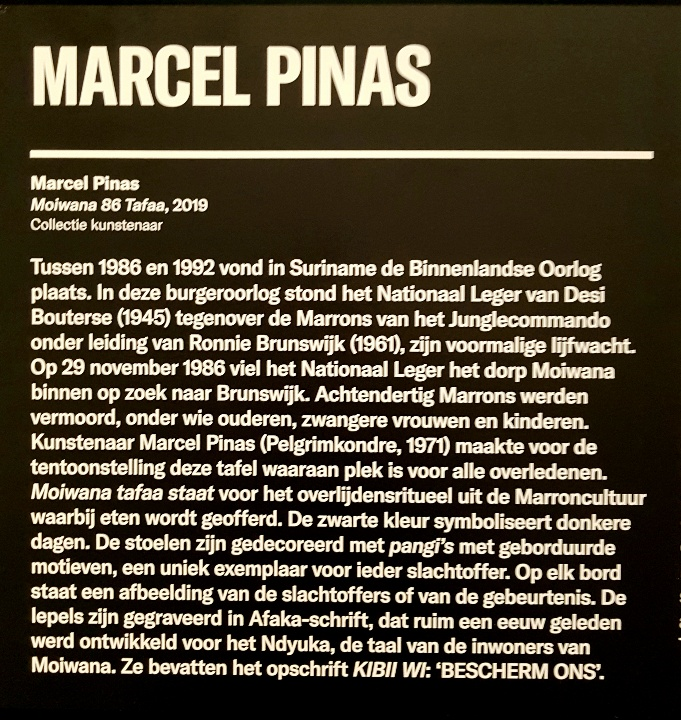 MARCEL PINAS
Marcel Pinas
Moiwana 86 Tafaa, 2019
Collectie kunstenaar
Tussen 1986 en 1992 vond in Suriname de Binnenlandse Oorlog
plaats. In deze burgeroorlog stond het Nationaal Leger van Desi
Bouterse (1945) tegenover de Marrons van het Junglecommando
onder leiding van Ronnie Brunswijk (1961), zijn voormalige lijfwacht.
Op 29 november 1986 viel het Nationaal Leger het dorp Moiwana
binnen op zoek naar Brunswijk. Achtendertig Marrons werden
vermoord, onder wie ouderen, zwangere vrouwen en kinderen.
Kunstenaar Marcel Pinas (Pelgrimkondre, 1971) maakte voor de
tentoonstelling deze tafel waaraan plek is voor alle overledenen.
Moiwana tafaa staat voor het overlijdensritueel uit de Marroncultuur
waarbij eten wordt geofferd. De zwarte kleur symboliseert donkere
dagen. De stoelen zijn gedecoreerd met pangi's met geborduurde
motieven, een uniek exemplaar voor ieder slachtoffer. Op elk bord
staat een afbeelding van de slachtoffers of van de gebeurtenis. De
lepels zijn gegraveerd in Afaka-schrift, dat ruim een eeuw geleden
werd ontwikkeld voor het Ndyuka, de taal van de inwoners van
Moiwana. Ze bevatten het opschrift KIBII WI: ‘BESCHERM ONS’.